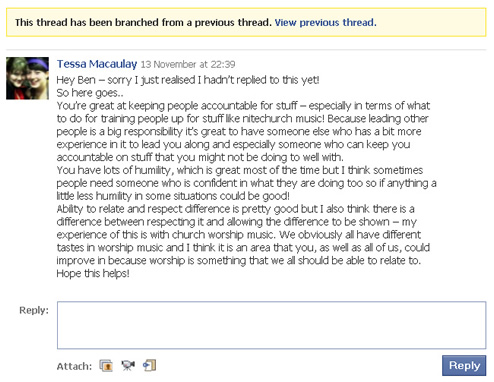 This thread has been branched from a previous thread. View previous thread.
Tessa Macaulay 13 November at 22:39
Hey Ben – sorry I just realised I hadn't replied to this yet!
So here goes..
You're great at keeping people accountable for stuff – especially in terms of what
to do for training people up for stuff like nitechurch music! Because leading other
people is a big responsibility it's great to have someone else who has a bit more
experience in it to lead you along and especially someone who can keep you
accountable on stuff that you might not be doing to well with.
You have lots of humility, which is great most of the time but I think sometimes
people need someone who is confident in what they are doing too so if anything a
little less humility in some situations could be good!
Ability to relate and respect difference is pretty good but I also think there is a
difference between respecting it and allowing the difference to be shown – my
experience of this is with church worship music. We obviously all have different
tastes in worship music and I think it is an area that you, as well as all of us, could
improve in because worship is something that we all should be able to relate to.
Hope this helps!
Reply:
Attach:
Reply